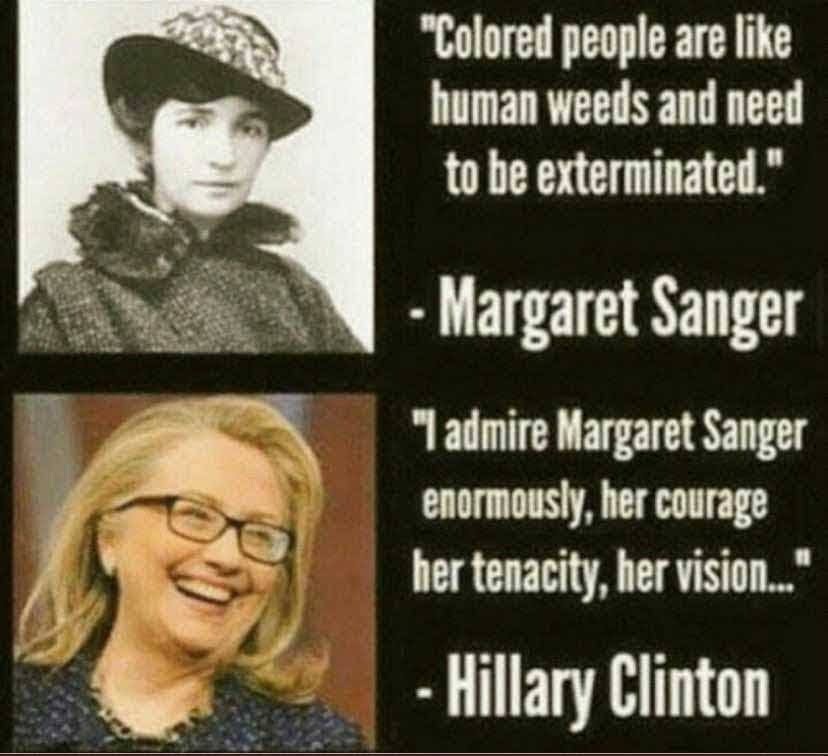 "Colored people are like
human weeds and need
to be exterminated."
- Margaret Sanger
"I admire Margaret Sanger
enormously, her courage
her tenacity, her vision..."
- Hillary Clinton